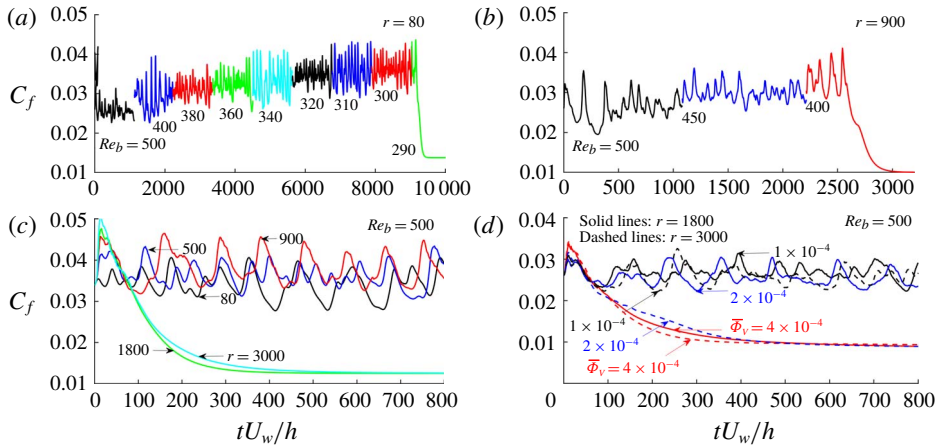 (a)
r = 80
0.05
0.04
C_f 0.03
0.02
0.01
Re_b = 500
400
380
360
340
320
310
300
290
0 2000 4000 6000 8000 10 000
(b)
r = 900
0.05
0.04
0.03
0.02
0.01
Re_b = 500
450
400
0 500 1000 1500 2000 2500 3000
(c)
Re_b = 500
0.05
0.04
C_f 0.03
0.02
0.01
500
900
80
1800
r = 3000
0 100 200 300 400 500 600 700 800
tU_w/h
(d)
Solid lines: r = 1800
Dashed lines: r = 3000
Re_b = 500
0.04
0.03
0.02
0.01
0
1 × 10⁻⁴
2 × 10⁻⁴
1 × 10⁻⁴
2 × 10⁻⁴
Φ̅_V = 4 × 10⁻⁴
Φ̅_V = 4 × 10⁻⁴
0 100 200 300 400 500 600 700 800
tU_w/h